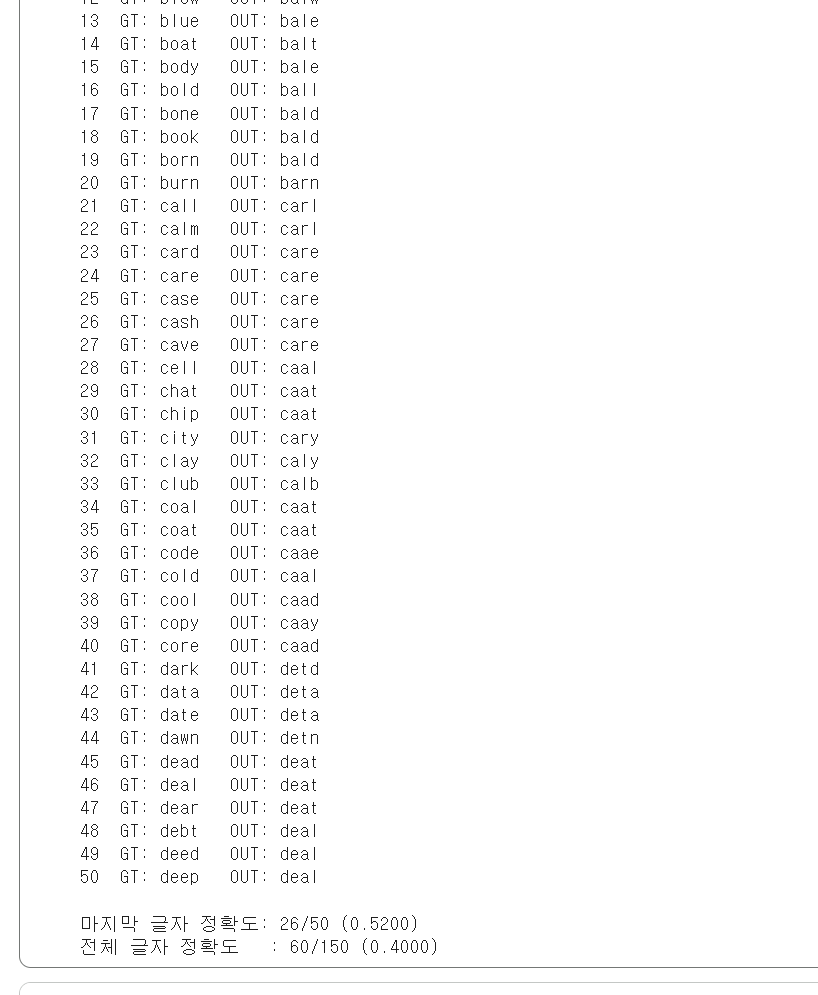 13 GT: blue OUT: bale
14 GT: boat OUT: balt
15 GT: body OUT: bale
16 GT: bold OUT: ball
17 GT: bone OUT: bald
18 GT: book OUT: bald
19 GT: born OUT: bald
20 GT: burn OUT: barn
21 GT: call OUT: carl
22 GT: calm OUT: carl
23 GT: card OUT: care
24 GT: care OUT: care
25 GT: case OUT: care
26 GT: cash OUT: care
27 GT: cave OUT: care
28 GT: cell OUT: caal
29 GT: chat OUT: caat
30 GT: chip OUT: caat
31 GT: city OUT: cary
32 GT: clay OUT: caly
33 GT: club OUT: calb
34 GT: coal OUT: caat
35 GT: coat OUT: caat
36 GT: code OUT: caae
37 GT: cold OUT: caal
38 GT: cool OUT: caad
39 GT: copy OUT: caay
40 GT: core OUT: caad
41 GT: dark OUT: detd
42 GT: data OUT: deta
43 GT: date OUT: deta
44 GT: dawn OUT: detn
45 GT: dead OUT: deat
46 GT: deal OUT: deat
47 GT: dear OUT: deat
48 GT: debt OUT: deal
49 GT: deed OUT: deal
50 GT: deep OUT: deal
마지막 글자 정확도: 26/50 (0.5200)
전체 글자 정확도 : 60/150 (0.4000)